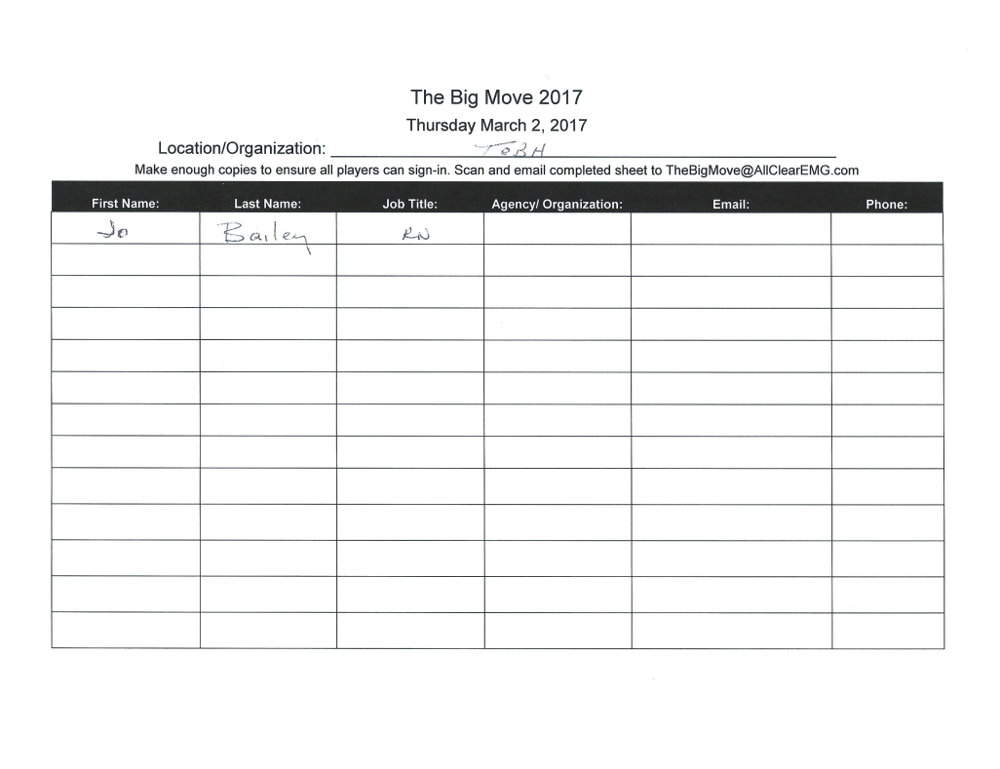 The Big Move 2017
Thursday March 2, 2017
Location/Organization: ToBH
Make enough copies to ensure all players can sign-in. Scan and email completed sheet to TheBigMove@AllClearEMG.com
First Name: Last Name: Job Title: Agency/ Organization: Email: Phone:
Jo Bailey RN